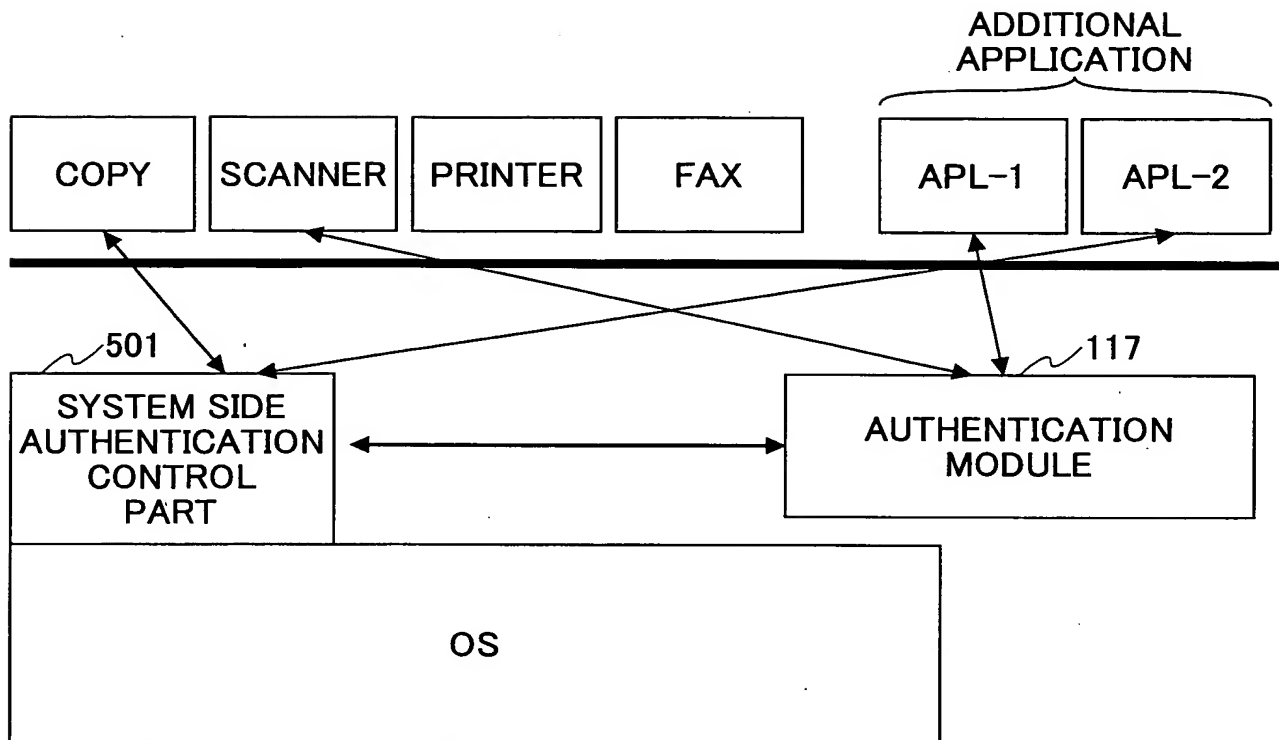 ADDITIONAL
APPLICATION
COPY
SCANNER
PRINTER
FAX
APL-1
APL-2
501
117
SYSTEM SIDE
AUTHENTICATION
CONTROL
PART
AUTHENTICATION
MODULE
OS